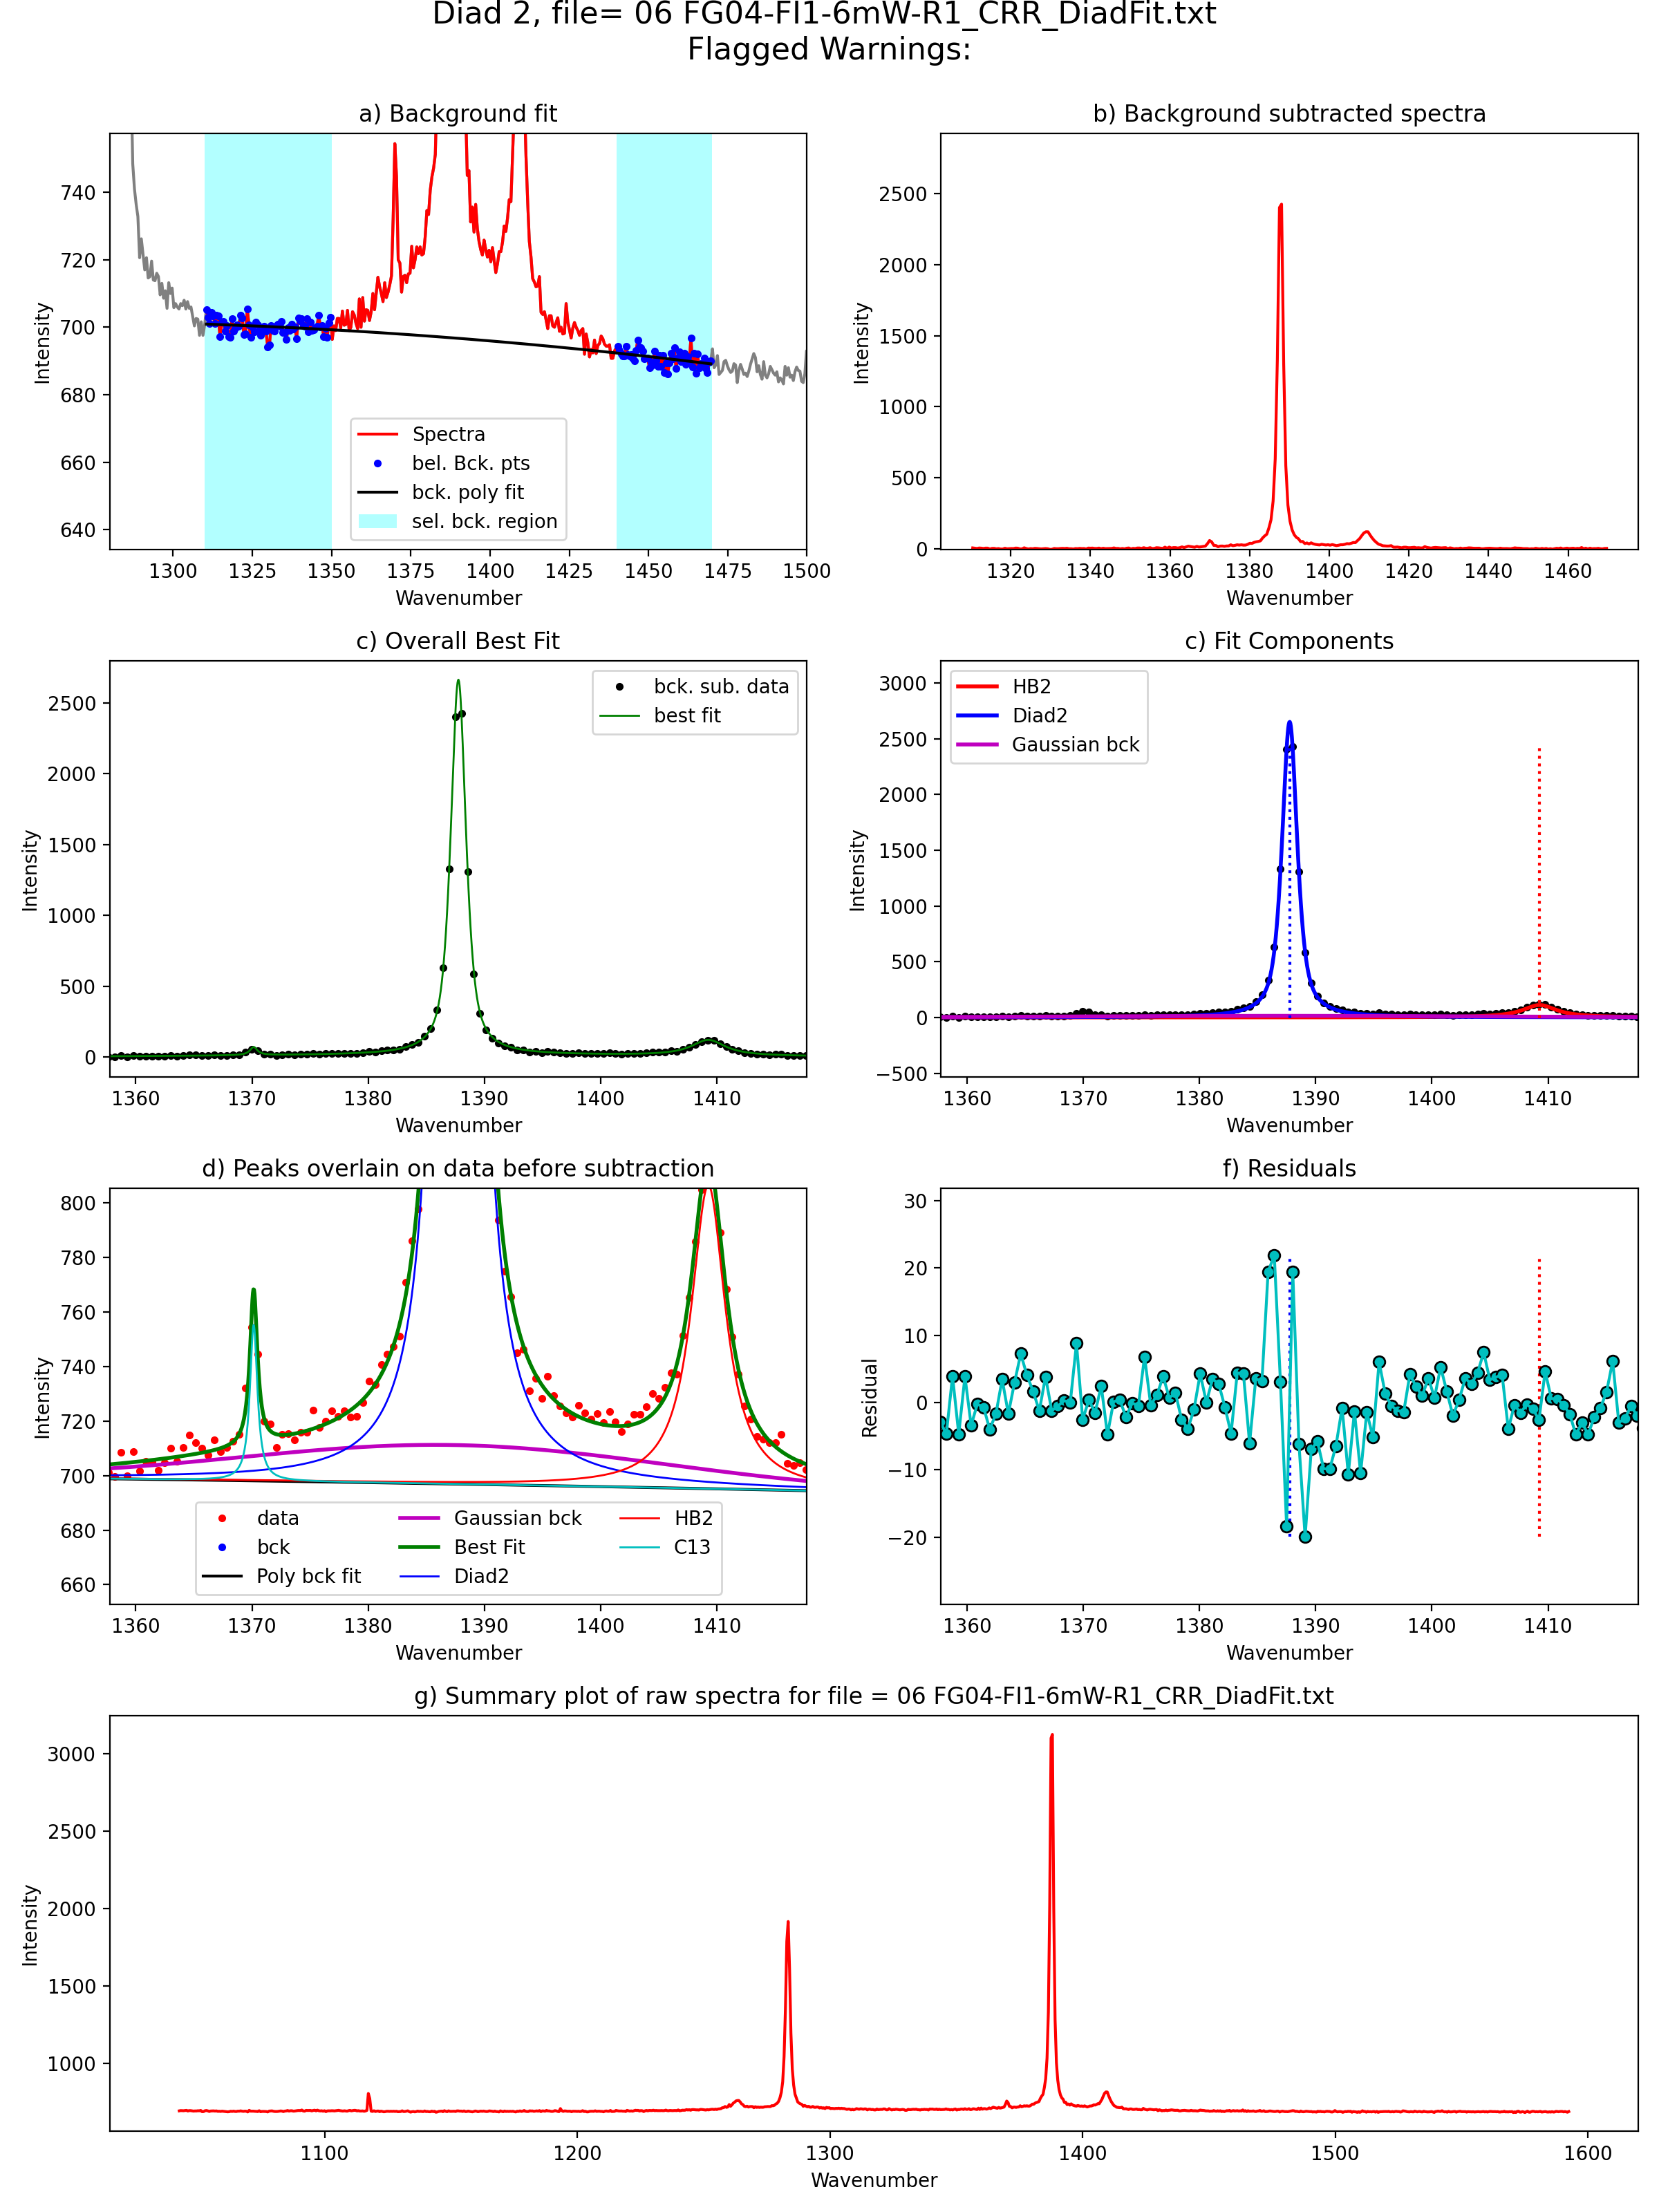 Diad 2, file= 06 FG04-FI1-6mW-R1_CRR_DiadFit.txt
Flagged Warnings:
a) Background fit
740
720
700
680
660
640
Intensity
Spectra
bel. Bck. pts
bck. poly fit
sel. bck. region
1300 1325 1350 1375 1400 1425 1450 1475 1500
Wavenumber
b) Background subtracted spectra
2500
2000
1500
1000
500
0
Intensity
1320 1340 1360 1380 1400 1420 1440 1460
Wavenumber
c) Overall Best Fit
2500
2000
1500
1000
500
0
Intensity
bck. sub. data
best fit
1360 1370 1380 1390 1400 1410
Wavenumber
c) Fit Components
3000
2500
2000
1500
1000
500
0
−500
Intensity
HB2
Diad2
Gaussian bck
1360 1370 1380 1390 1400 1410
Wavenumber
d) Peaks overlain on data before subtraction
800
780
760
740
720
700
680
660
Intensity
data
bck
Poly bck fit
Gaussian bck
Best Fit
Diad2
HB2
C13
1360 1370 1380 1390 1400 1410
Wavenumber
f) Residuals
30
20
10
0
−10
−20
Residual
1360 1370 1380 1390 1400 1410
Wavenumber
g) Summary plot of raw spectra for file = 06 FG04-FI1-6mW-R1_CRR_DiadFit.txt
3000
2500
2000
1500
1000
Intensity
1100 1200 1300 1400 1500 1600
Wavenumber